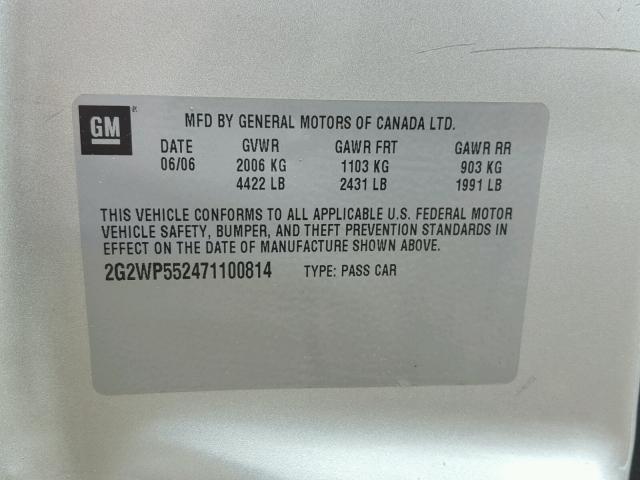 GM
MFD BY GENERAL MOTORS OF CANADA LTD.
DATE GVWR GAWR FRT GAWR RR
06/06 2006 KG 1103 KG 903 KG
4422 LB 2431 LB 1991 LB
THIS VEHICLE CONFORMS TO ALL APPLICABLE U.S. FEDERAL MOTOR
VEHICLE SAFETY, BUMPER, AND THEFT PREVENTION STANDARDS IN
EFFECT ON THE DATE OF MANUFACTURE SHOWN ABOVE.
2G2WP552471100814 TYPE: PASS CAR